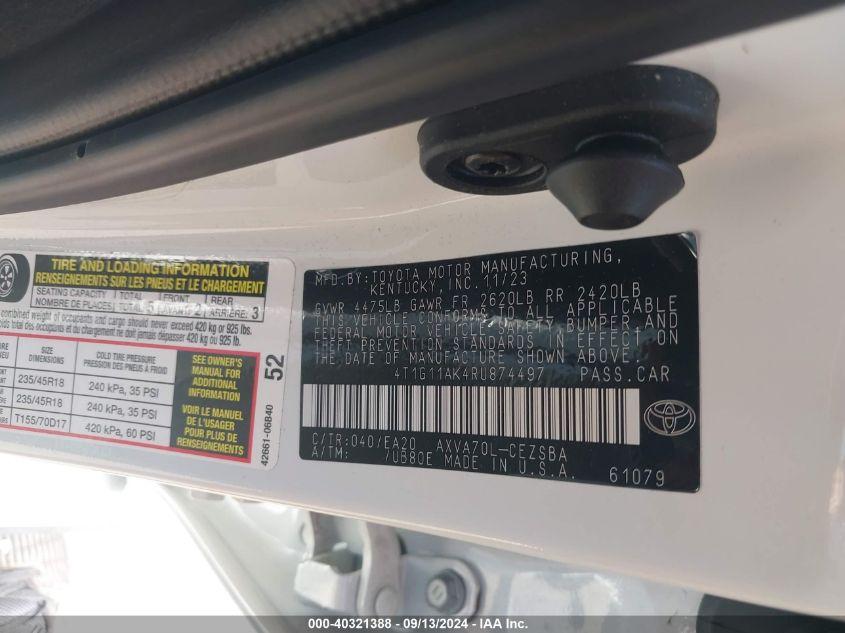 TIRE AND LOADING INFORMATION
RENSEIGNEMENTS SUR LES PNEUS ET LE CHARGEMENT
SEATING CAPACITY TOTAL 5 FRONT 2 REAR 3
NOMBRE DE PLACES TOTAL AVANT ARRIÈRE
combined weight of occupants and cargo should never exceed 420 kg or 925 lbs.
total des occupants et du chargement ne doit jamais dépasser 420 kg ou 925 lb.
COLD TIRE PRESSURE
PRESSION DES PNEUS À FROID
235/45R18 240 kPa, 35 PSI
235/45R18 240 kPa, 35 PSI
T155/70D17 420 kPa, 60 PSI
SEE OWNER'S
MANUAL FOR
ADDITIONAL
INFORMATION
VOIR LE MANUEL
DE L'USAGER
POUR PLUS DE
RENSEIGNEMENTS
52
42661-06B40
MFD.BY: TOYOTA MOTOR MANUFACTURING,
KENTUCKY, INC. 11/23
GVWR 4475LB GAWR FR 2620LB RR 2420LB
THIS VEHICLE CONFORMS TO ALL APPLICABLE
FEDERAL MOTOR VEHICLE SAFETY, BUMPER AND
THEFT PREVENTION STANDARDS IN EFFECT ON
THE DATE OF MANUFACTURE SHOWN ABOVE.
4T1G11AK4RU874497 PASS.CAR
C/TR:040/EA20 AXVA70L-CEZSBA
A/TM: /UB80E MADE IN U.S.A.
61079
000-40321388 - 09/13/2024 - IAA Inc.